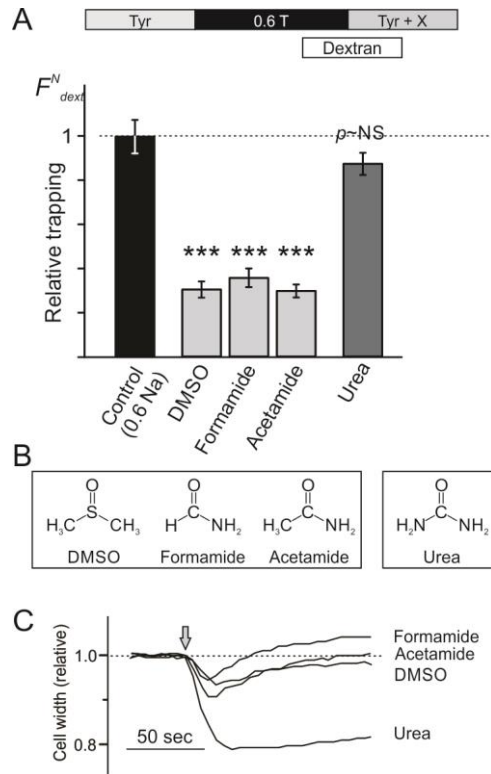 A
Tyr 0.6 T Tyr + X
Dextran
F^N_dext
1
p~NS
*** *** ***
Relative trapping
Control (0.6 Na)
DMSO
Formamide
Acetamide
Urea
B
O O O O
S C C C
H₃C CH₃ H NH₂ H₃C NH₂ H₂N NH₂
DMSO Formamide Acetamide Urea
C
1.0
Formamide
Acetamide
DMSO
Cell width (relative)
50 sec
Urea
0.8